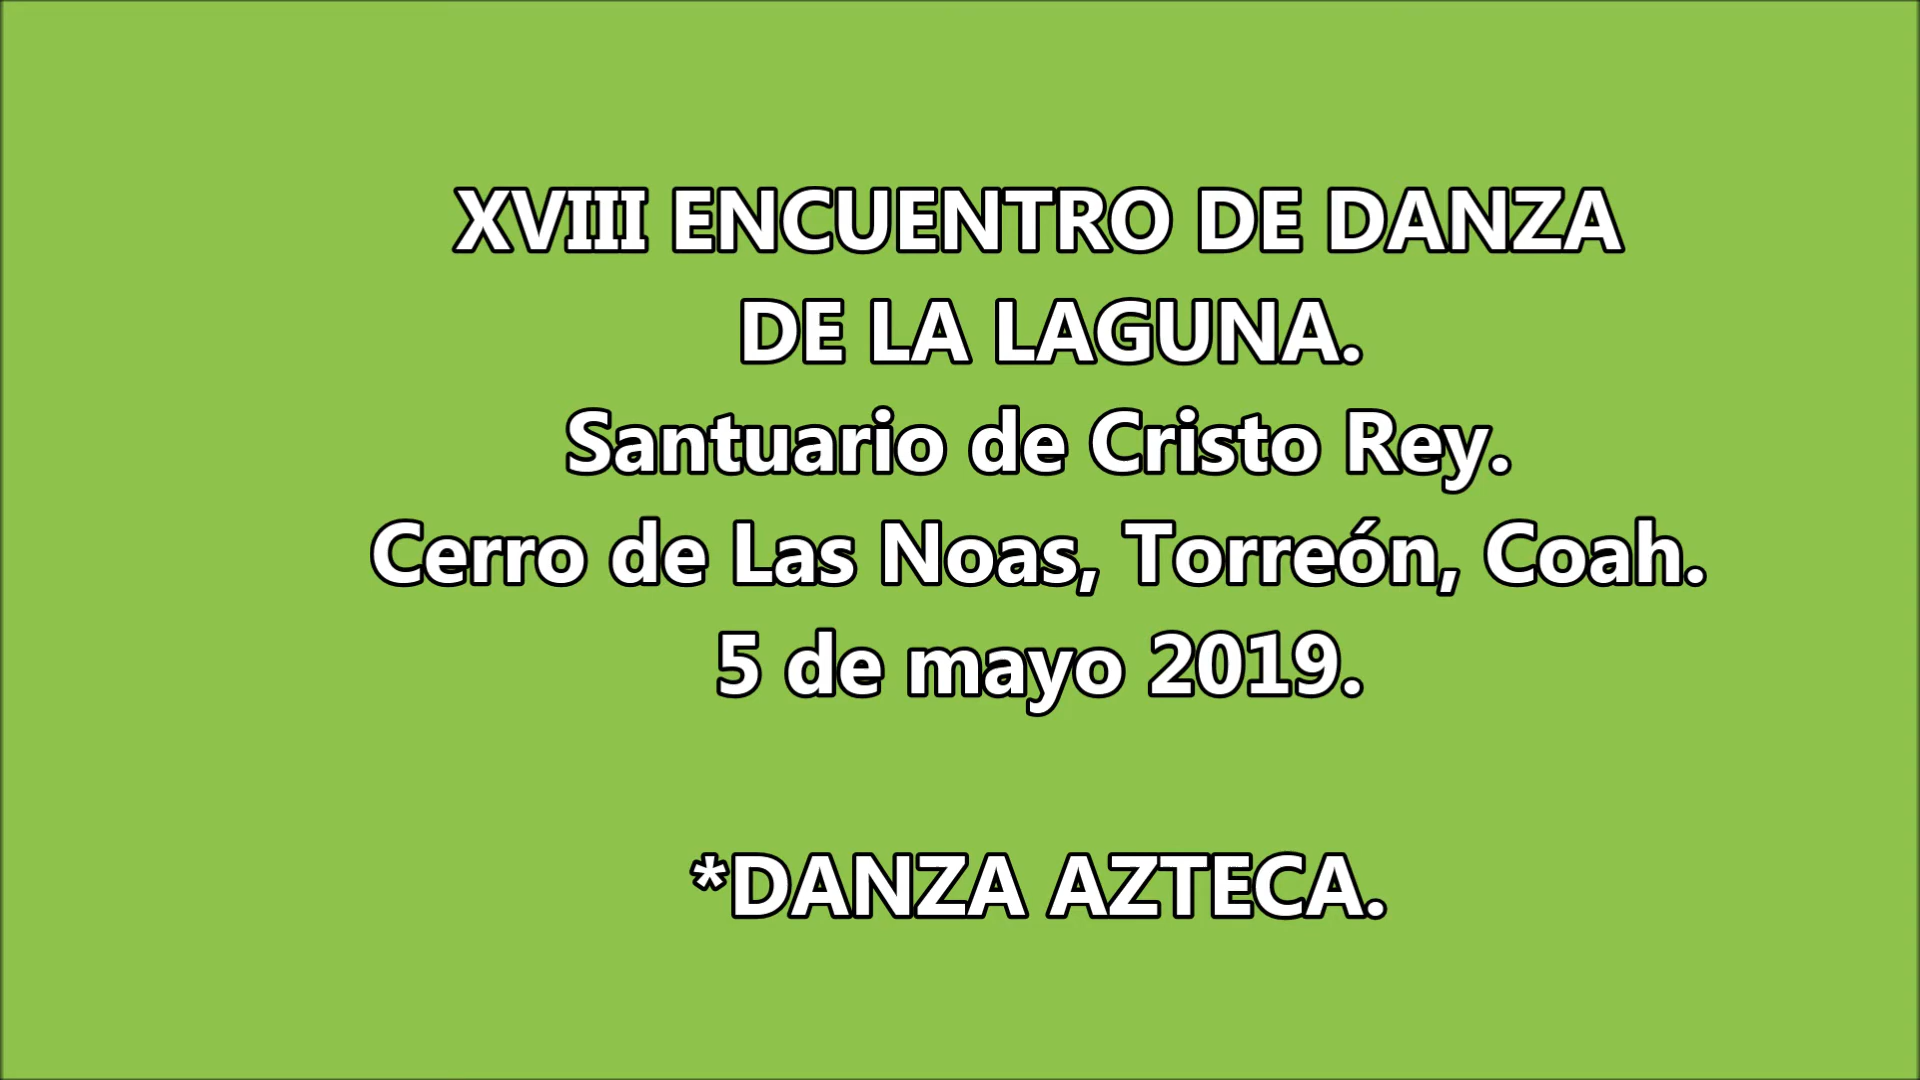 XVIII ENCUENTRO DE DANZA
DE LA LAGUNA.
Santuario de Cristo Rey.
Cerro de Las Noas, Torreón, Coah.
5 de mayo 2019.
*DANZA AZTECA.